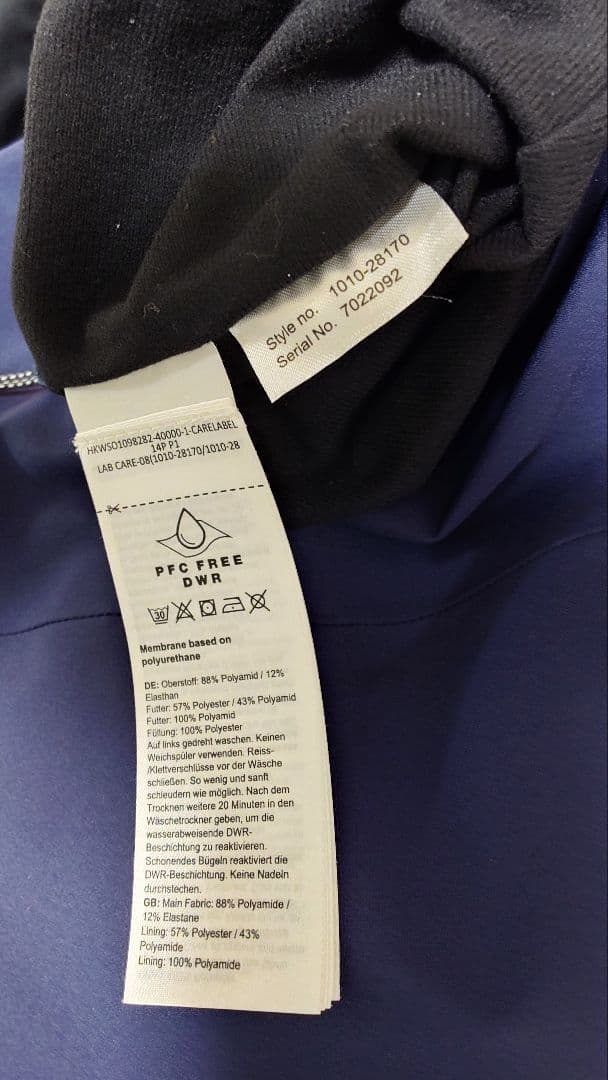 Style no. 1010-28170
Serial No. 7022092
HKWSO1098282-40000-1-CARELABEL
14P P1
LAB CARE-08(1010-28170/1010-28
PFC FREE
DWR
30
Membrane based on
polyurethane
DE: Oberstoff: 88% Polyamid / 12%
Elasthan
Futter: 57% Polyester / 43% Polyamid
Futter: 100% Polyamid
Füllung: 100% Polyester
Auf links gedreht waschen. Keinen
Weichspüler verwenden. Reiss-
/Klettverschlüsse vor der Wäsche
schließen. So wenig und sanft
schleudern wie möglich. Nach dem
Trocknen weitere 20 Minuten in den
Wäschetrockner geben, um die
wasserabweisende DWR-
Beschichtung zu reaktivieren.
Schonendes Bügeln reaktiviert die
DWR-Beschichtung. Keine Nadeln
durchstechen.
GB: Main Fabric: 88% Polyamide /
12% Elastane
Lining: 57% Polyester / 43%
Polyamide
Lining: 100% Polyamide